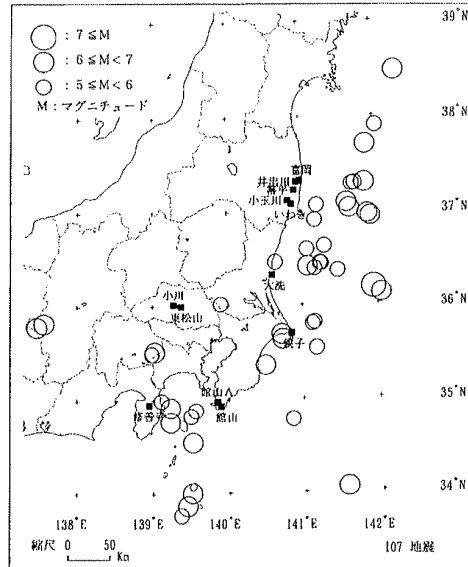 ○ : 7 ≦ M
○ : 6 ≦ M < 7
○ : 5 ≦ M < 6
M : マグニチュード
39°N
38°N
37°N
36°N
35°N
34°N
富岡
井出川
常平
小玉川
いわき
大洗
小川
東松山
銚子
館山A
修善寺
館山
138°E
139°E
140°E
141°E
142°E
縮尺 0 50 Km
107 地震